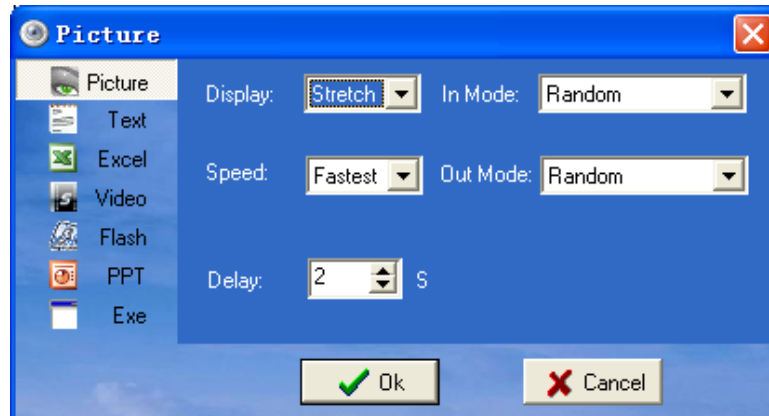 Picture
Picture
Text
Excel
Video
Flash
PPT
Exe
Display: Stretch In Mode: Random
Speed: Fastest Out Mode: Random
Delay: 2 S
Ok Cancel